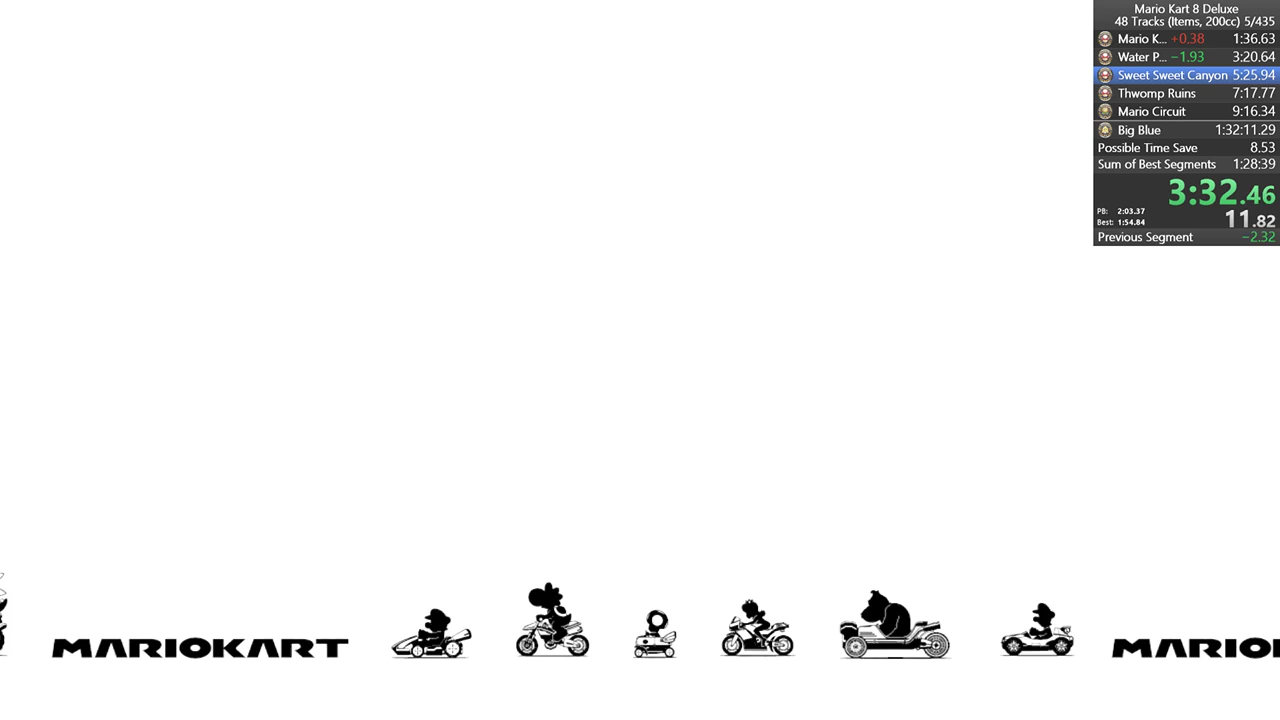 Mario Kart 8 Deluxe
48 Tracks (Items, 200cc) 5/435
Mario K... +0.38 1:36.63
Water P... −1.93 3:20.64
Sweet Sweet Canyon 5:25.94
Thwomp Ruins 7:17.77
Mario Circuit 9:16.34
Big Blue 1:32:11.29
Possible Time Save 8.53
Sum of Best Segments 1:28:39
3:32.46
PB: 2:03.37
Best: 1:54.84
11.82
Previous Segment −2.32
MARIOKART
MARIO